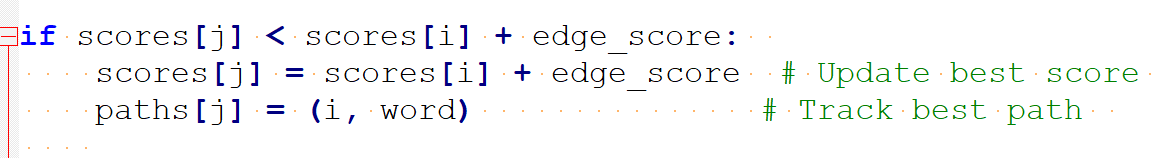 if scores[j] < scores[i] + edge_score:
    scores[j] = scores[i] + edge_score  # Update best score
    paths[j] = (i, word)               # Track best path